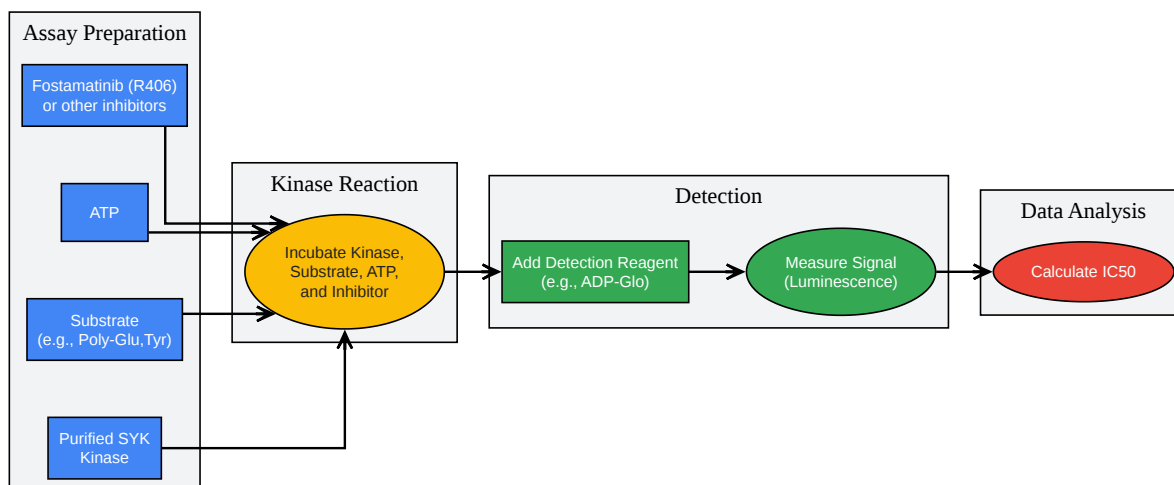 Assay Preparation
Fostamatinib (R406)
or other inhibitors
ATP
Substrate
(e.g., Poly-Glu,Tyr)
Purified SYK
Kinase
Kinase Reaction
Incubate Kinase,
Substrate, ATP,
and Inhibitor
Detection
Add Detection Reagent
(e.g., ADP-Glo)
Measure Signal
(Luminescence)
Data Analysis
Calculate IC50